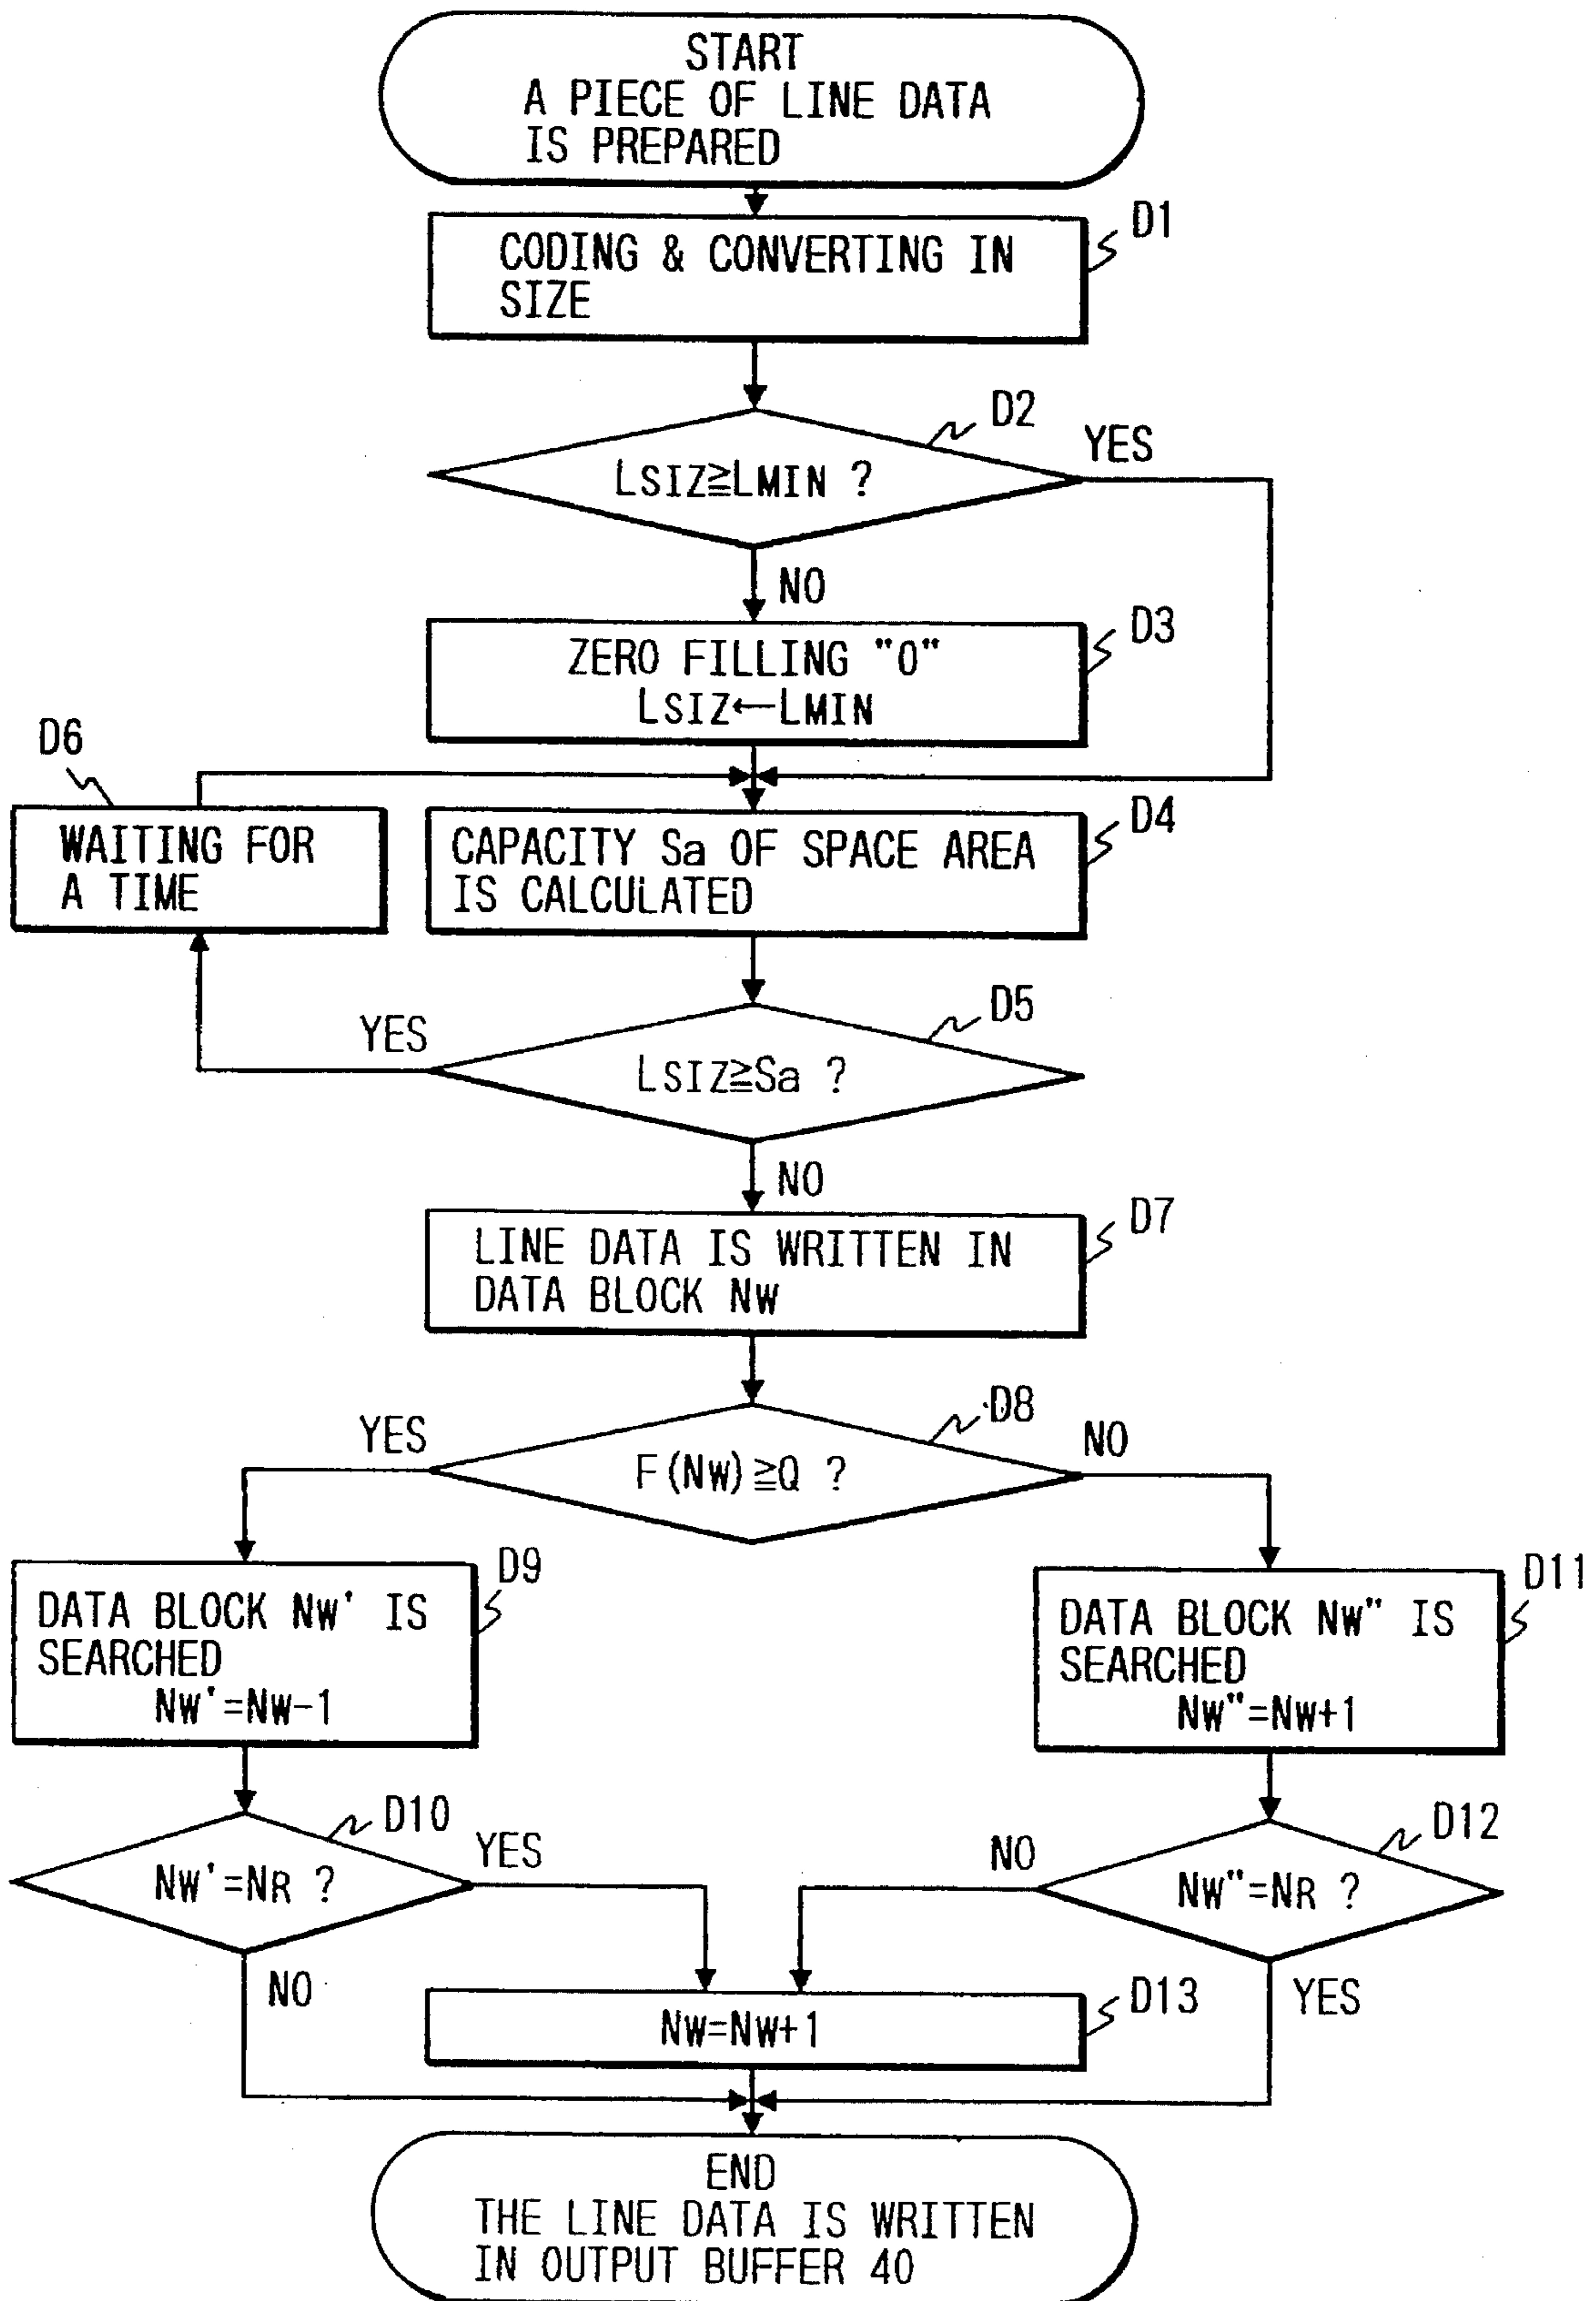 START
A PIECE OF LINE DATA
IS PREPARED
D1
CODING & CONVERTING IN
SIZE
D2
YES
LSIZ≧LMIN ?
NO
D3
ZERO FILLING "0"
LSIZ←LMIN
D6
WAITING FOR
A TIME
D4
CAPACITY Sa OF SPACE AREA
IS CALCULATED
D5
YES
LSIZ≧Sa ?
NO
D7
LINE DATA IS WRITTEN IN
DATA BLOCK NW
D8
YES
NO
F(NW)≧Q ?
D9
DATA BLOCK NW' IS
SEARCHED
NW'=NW-1
D11
DATA BLOCK NW" IS
SEARCHED
NW"=NW+1
D10
YES
NW'=NR ?
NO
D12
NO
NW"=NR ?
YES
D13
NW=NW+1
END
THE LINE DATA IS WRITTEN
IN OUTPUT BUFFER 40